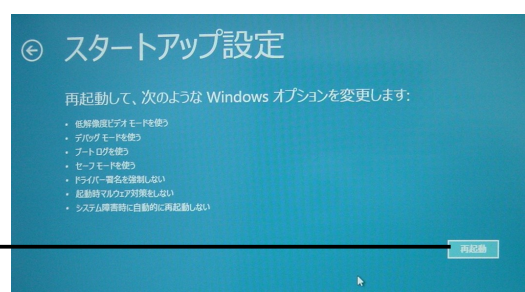 スタートアップ設定
再起動して、次のような Windows オプションを変更します:
• 低解像度ビデオ モードを使う
• デバッグ モードを使う
• ブート ログを使う
• セーフ モードを使う
• ドライバー署名を強制しない
• 起動時マルウェア対策をしない
• システム障害時に自動的に再起動しない
再起動